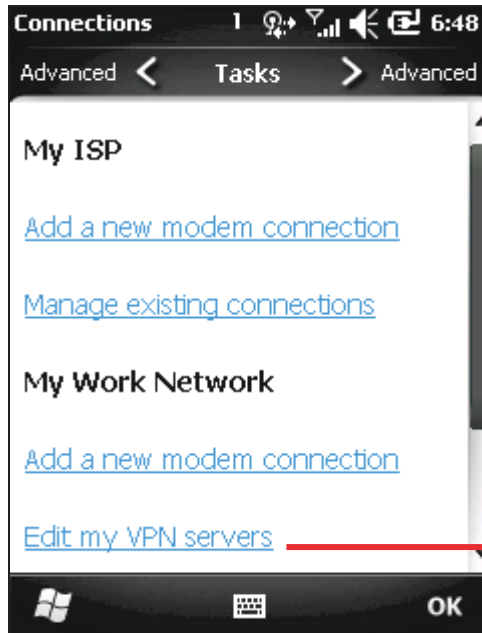 Connections 1 6:48
Advanced Tasks Advanced
My ISP
Add a new modem connection
Manage existing connections
My Work Network
Add a new modem connection
Edit my VPN servers
OK